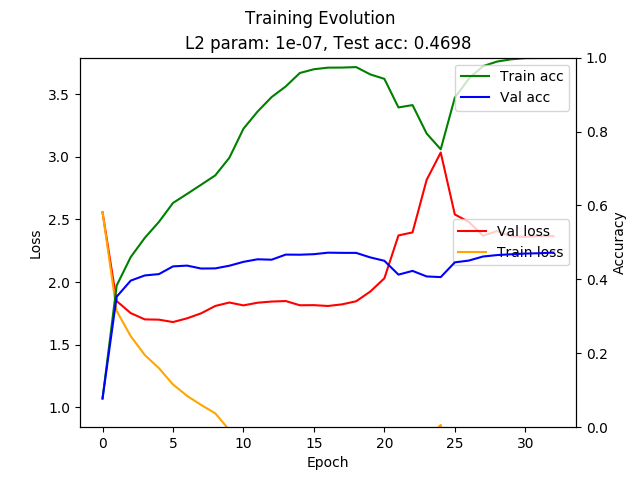 Training Evolution
L2 param: 1e-07, Test acc: 0.4698
Train acc
Val acc
Val loss
Train loss
Loss
3.5
3.0
2.5
2.0
1.5
1.0
Accuracy
1.0
0.8
0.6
0.4
0.2
0.0
0 5 10 15 20 25 30
Epoch